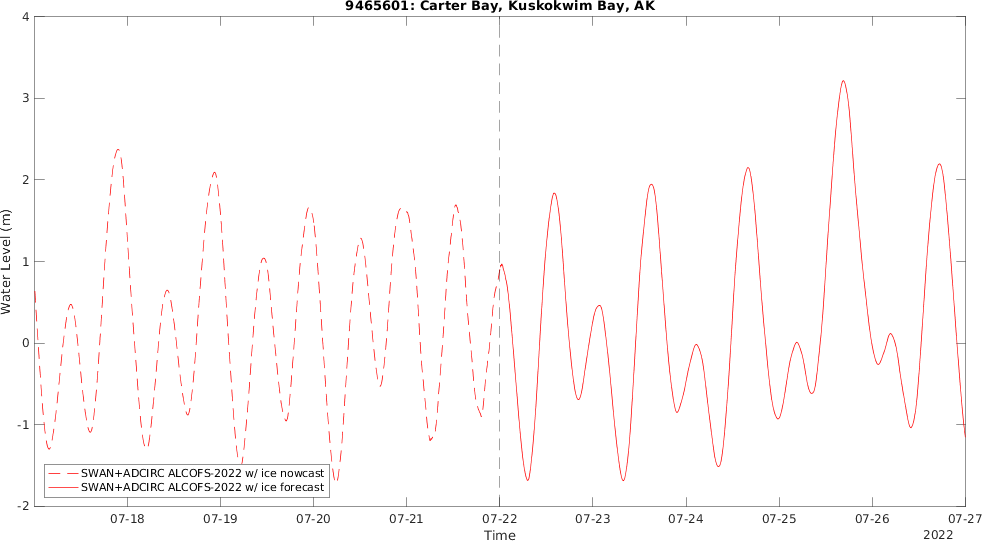 9465601: Carter Bay, Kuskokwim Bay, AK
4
3
2
1
0
-1
-2
Water Level (m)
SWAN+ADCIRC ALCOFS-2022 w/ ice nowcast
SWAN+ADCIRC ALCOFS-2022 w/ ice forecast
07-18 07-19 07-20 07-21 07-22 07-23 07-24 07-25 07-26 07-27
Time 2022